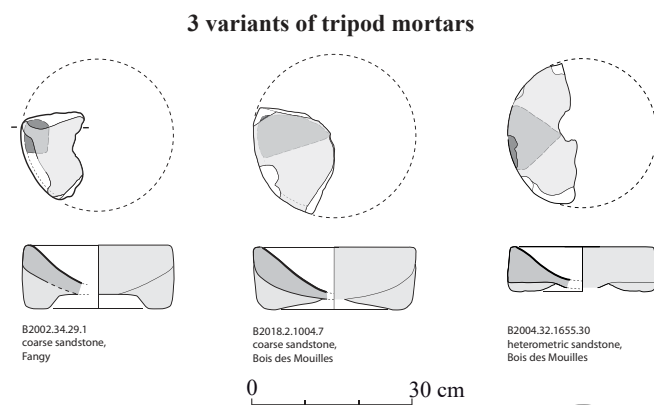 3 variants of tripod mortars
B2002.34.29.1
coarse sandstone,
Fangy
B2018.2.1004.7
coarse sandstone,
Bois des Mouilles
B2004.32.1655.30
heterometric sandstone,
Bois des Mouilles
0 30 cm